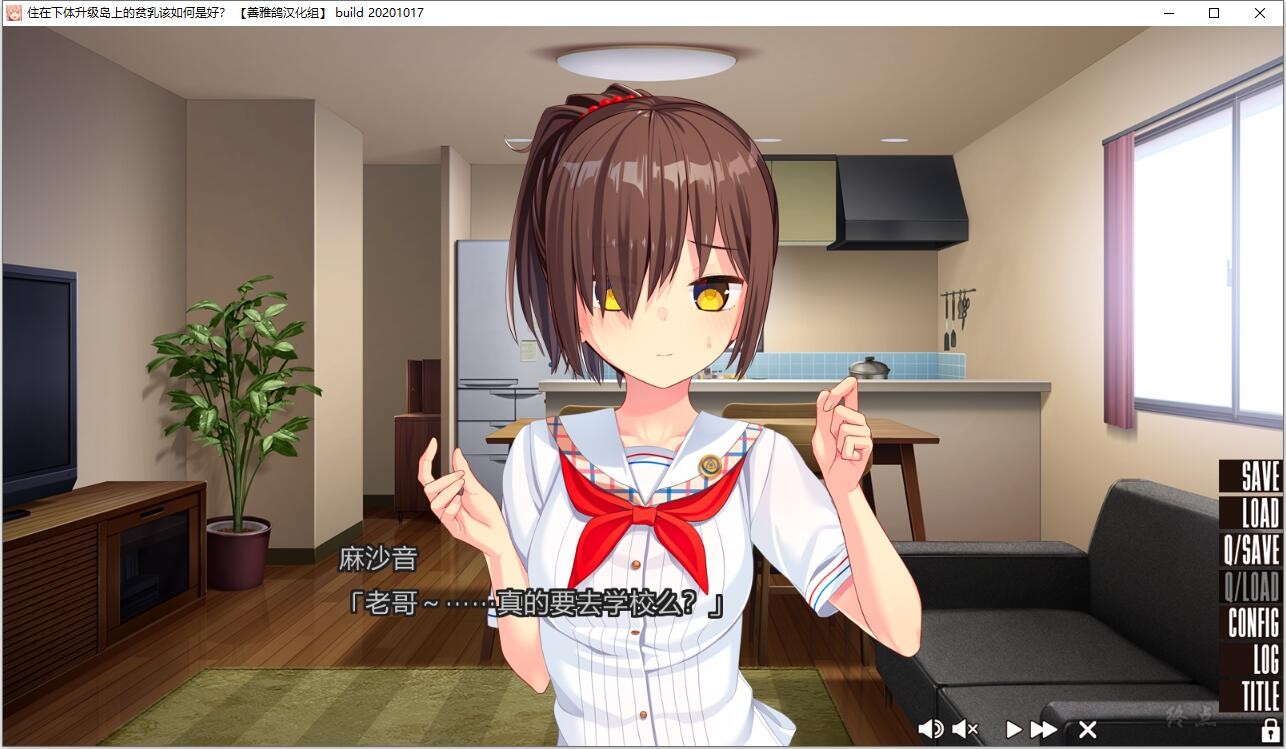 住在下体升级岛上的贫乳该如何是好? 【善雅鸽汉化组】 build 20201017
麻沙音
「老哥～……真的要去学校么？」
SAVE
LOAD
Q/SAVE
Q/LOAD
CONFIG
LOG
TITLE
终点